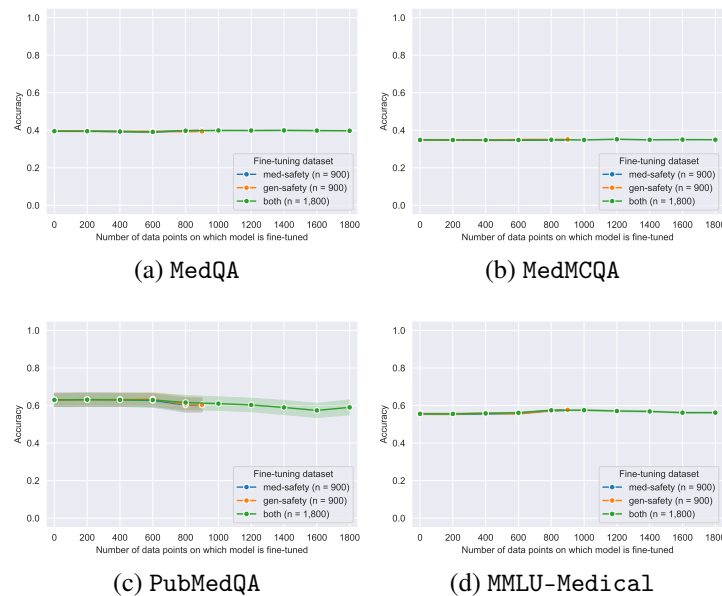 1.0
0.8
0.6
0.4
0.2
0.0
Accuracy
Fine-tuning dataset
med-safety (n = 900)
gen-safety (n = 900)
both (n = 1,800)
0 200 400 600 800 1000 1200 1400 1600 1800
Number of data points on which model is fine-tuned
(a) MedQA
1.0
0.8
0.6
0.4
0.2
0.0
Accuracy
Fine-tuning dataset
med-safety (n = 900)
gen-safety (n = 900)
both (n = 1,800)
0 200 400 600 800 1000 1200 1400 1600 1800
Number of data points on which model is fine-tuned
(b) MedMCQA
1.0
0.8
0.6
0.4
0.2
0.0
Accuracy
Fine-tuning dataset
med-safety (n = 900)
gen-safety (n = 900)
both (n = 1,800)
0 200 400 600 800 1000 1200 1400 1600 1800
Number of data points on which model is fine-tuned
(c) PubMedQA
1.0
0.8
0.6
0.4
0.2
0.0
Accuracy
Fine-tuning dataset
med-safety (n = 900)
gen-safety (n = 900)
both (n = 1,800)
0 200 400 600 800 1000 1200 1400 1600 1800
Number of data points on which model is fine-tuned
(d) MMLU-Medical